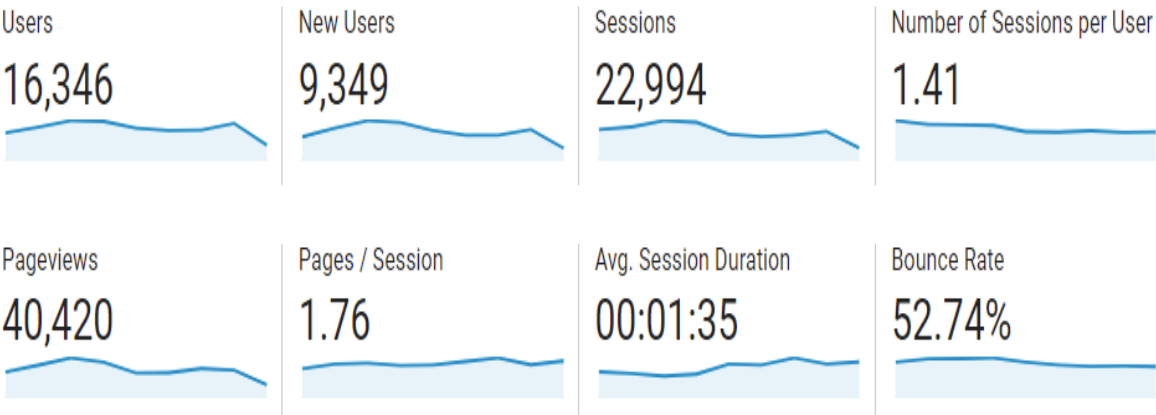 Users
16,346
New Users
9,349
Sessions
22,994
Number of Sessions per User
1.41
Pageviews
40,420
Pages / Session
1.76
Avg. Session Duration
00:01:35
Bounce Rate
52.74%